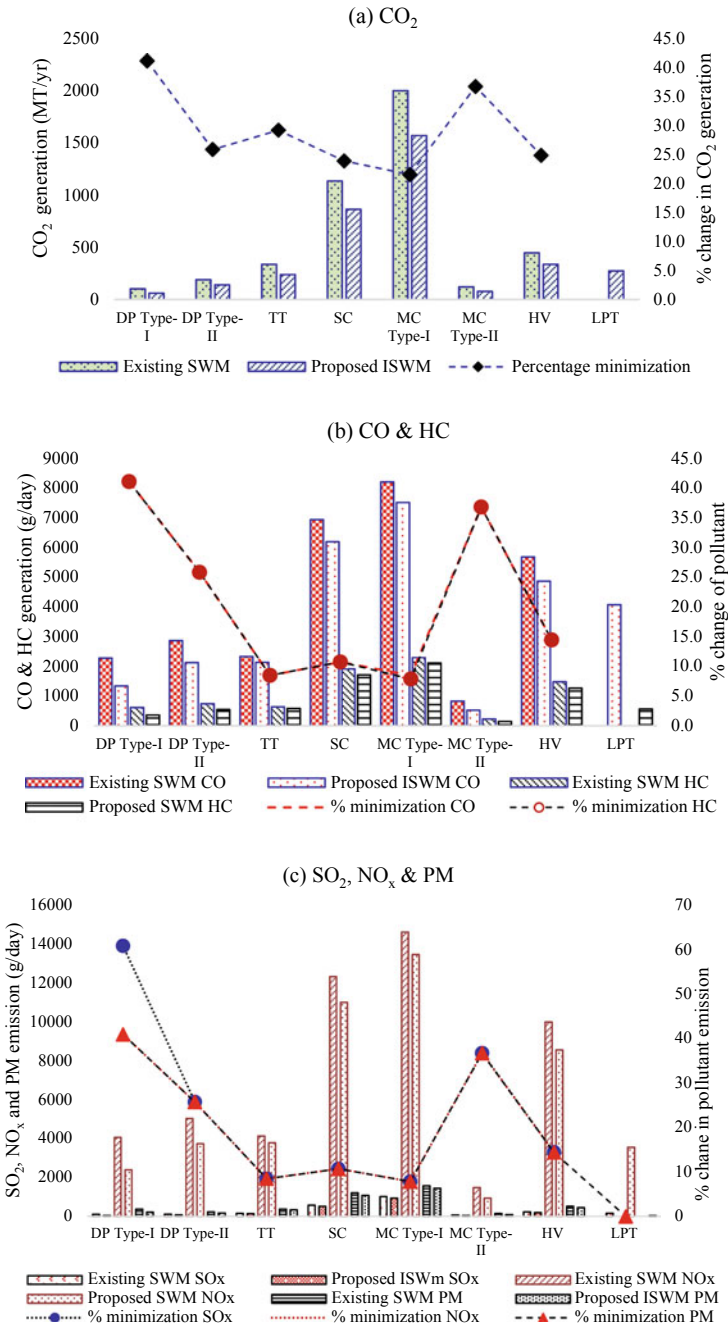 (a) CO₂
CO₂ generation (MT/yr)
2500
2000
1500
1000
500
0
45.0
40.0
35.0
30.0
25.0
20.0
15.0
10.0
5.0
0.0
% change in CO₂ generation
DP Type-
I
DP Type-
II
TT
SC
MC
Type-I
MC
Type-II
HV
LPT
Existing SWM
Proposed ISWM
Percentage minimization
(b) CO & HC
CO & HC generation (g/day)
9000
8000
7000
6000
5000
4000
3000
2000
1000
0
45.0
40.0
35.0
30.0
25.0
20.0
15.0
10.0
5.0
0.0
% change of pollutant
DP Type-I
DP Type-
II
TT
SC
MC Type-
I
MC Type-
II
HV
LPT
Existing SWM CO
Proposed ISWM CO
Existing SWM HC
Proposed SWM HC
% minimization CO
% minimization HC
(c) SO₂, NOₓ & PM
SO₂, NOₓ and PM emission (g/day)
16000
14000
12000
10000
8000
6000
4000
2000
0
70
60
50
40
30
20
10
0
% chane in pollutant emission
DP Type-I
DP Type-II
TT
SC
MC Type-I
MC Type-
II
HV
LPT
Existing SWM SOx
Proposed ISWm SOx
Existing SWM NOx
Proposed SWM NOx
Existing SWM PM
Proposed ISWM PM
% minimization SOx
% minimization NOx
% minimization PM